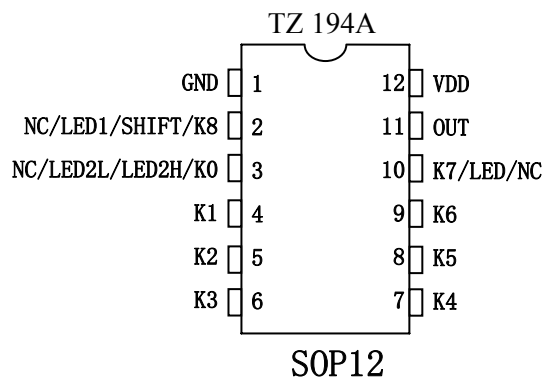 TZ 194A
GND 1 12 VDD
NC/LED1/SHIFT/K8 2 11 OUT
NC/LED2L/LED2H/K0 3 10 K7/LED/NC
K1 4 9 K6
K2 5 8 K5
K3 6 7 K4
SOP12